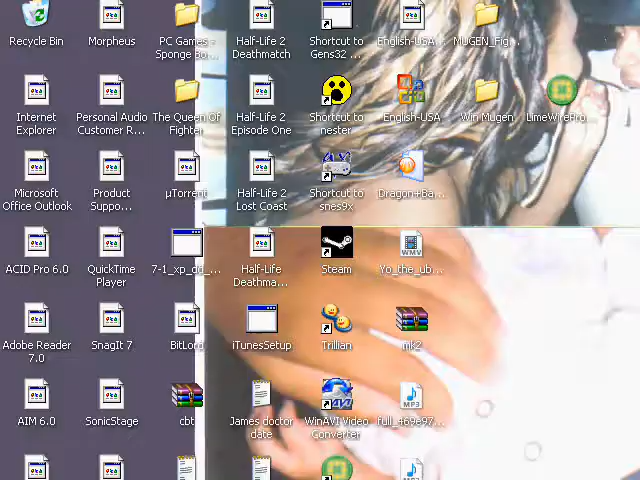 Recycle Bin
Morpheus
PC Games -
Sponge Bo...
Half-Life 2
Deathmatch
Shortcut to
Gens32 ...
English-USA...
MUGEN_Fig...
Internet
Explorer
Personal Audio
Customer R...
The Queen Of
Fighter
Half-Life 2
Episode One
Shortcut to
nester
English-USA
Win Mugen
LimeWirePro...
Microsoft
Office Outlook
Product
Suppo...
µTorrent
Half-Life 2
Lost Coast
Shortcut to
snes9x
Dragon+Ba...
ACID Pro 6.0
QuickTime
Player
7-1_xp_dd_...
Half-Life
Deathma...
Steam
WMV
Yo_the_ub...
Adobe Reader
7.0
SnagIt 7
BitLord
iTunesSetup
Trillian
mk2
AIM 6.0
SonicStage
cbt
James doctor
date
WinAVI Video
Converter
MP3
full_469e97...